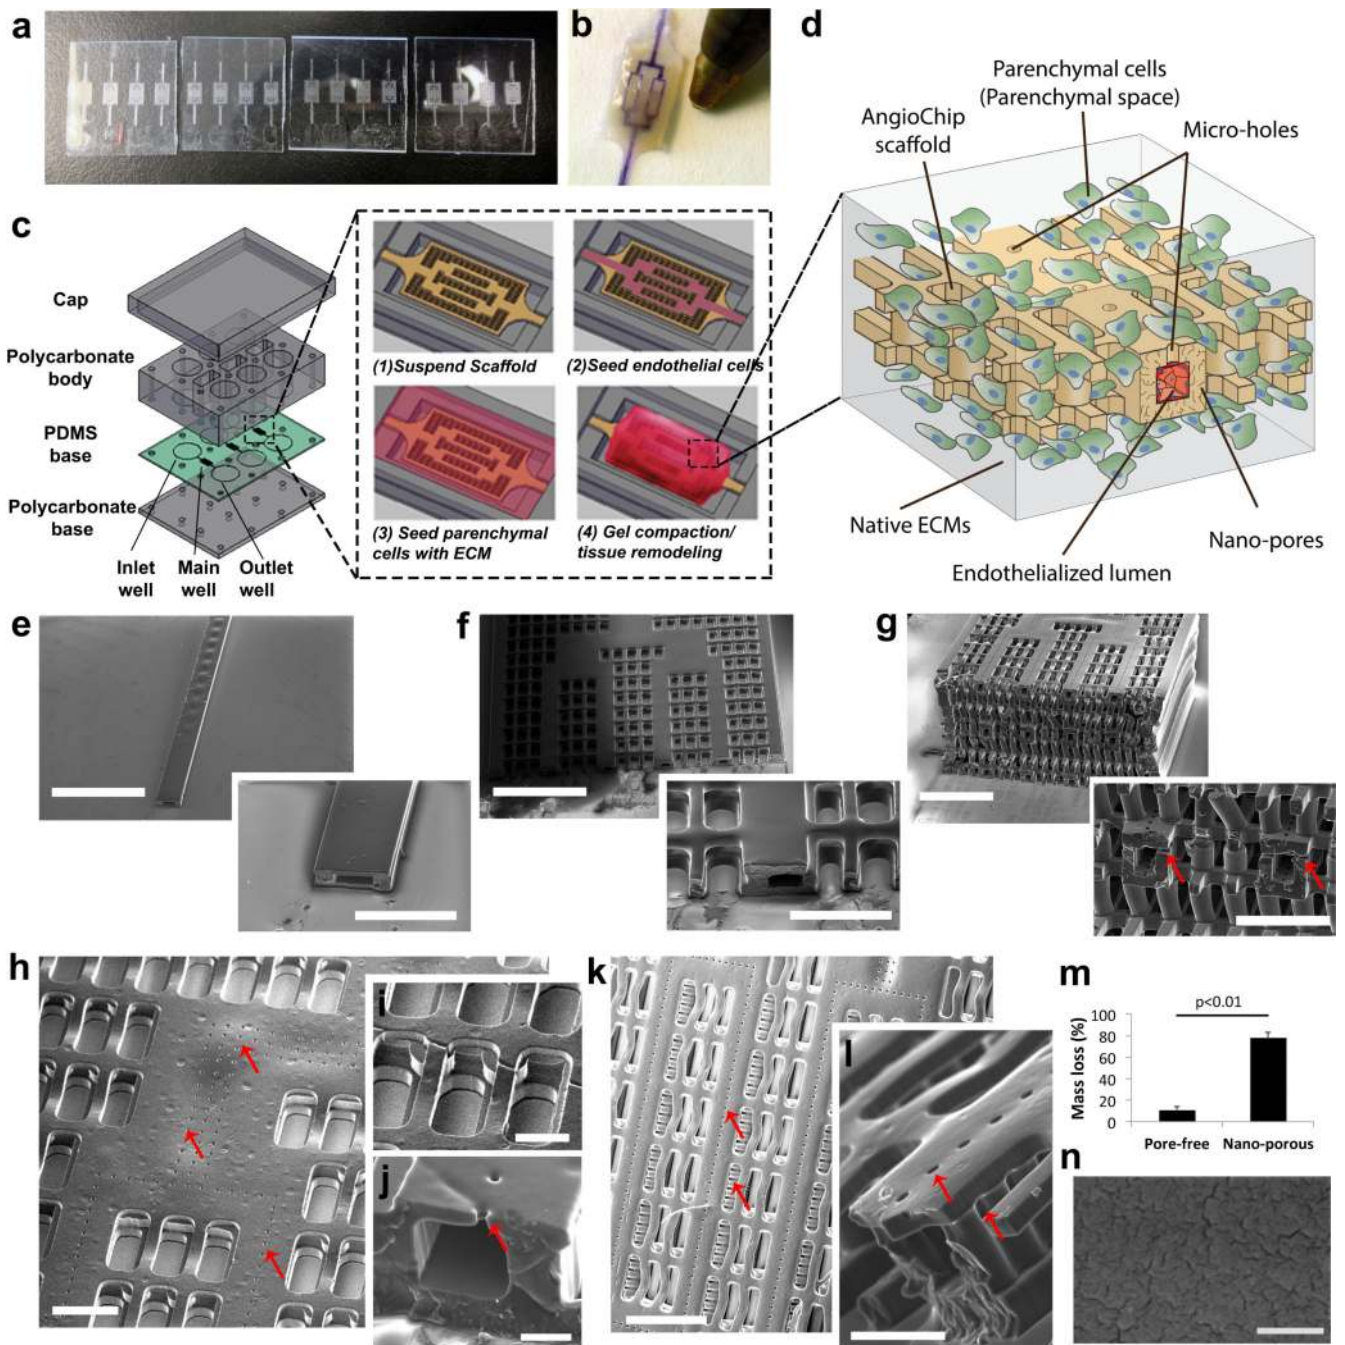 a
b
d
Parenchymal cells
(Parenchymal space)
AngioChip
scaffold
Micro-holes
Native ECMs
Nano-pores
Endothelialized lumen
c
Cap
Polycarbonate
body
PDMS
base
Polycarbonate
base
Inlet
well
Main
well
Outlet
well
(1)Suspend Scaffold
(2)Seed endothelial cells
(3) Seed parenchymal
cells with ECM
(4) Gel compaction/
tissue remodeling
e
f
g
h
i
j
k
l
m
p<0.01
Mass loss (%)
100
80
60
40
20
0
Pore-free
Nano-porous
n